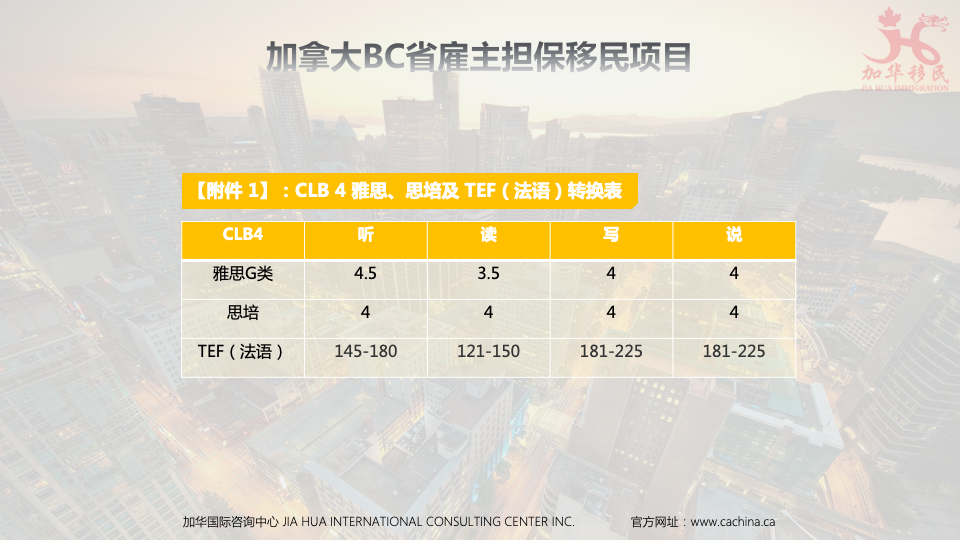 加拿大BC省雇主担保移民项目
加华移民
JIA HUA IMMIGRATION
【附件 1】：CLB 4 雅思、思培及 TEF（法语）转换表
CLB4 听 读 写 说
雅思G类 4.5 3.5 4 4
思培 4 4 4 4
TEF（法语） 145-180 121-150 181-225 181-225
加华国际咨询中心 JIA HUA INTERNATIONAL CONSULTING CENTER INC. 官方网址：www.cachina.ca